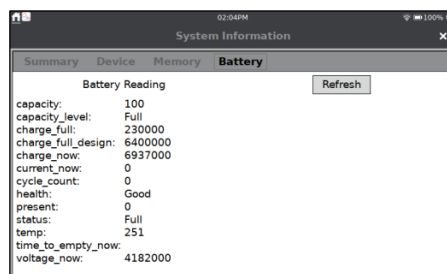 02:04PM 100%
System Information
Summary Device Memory Battery
Battery Reading Refresh
capacity: 100
capacity_level: Full
charge_full: 230000
charge_full_design: 6400000
charge_now: 6937000
current_now: 0
cycle_count: 0
health: Good
present: 0
status: Full
temp: 251
time_to_empty_now:
voltage_now: 4182000